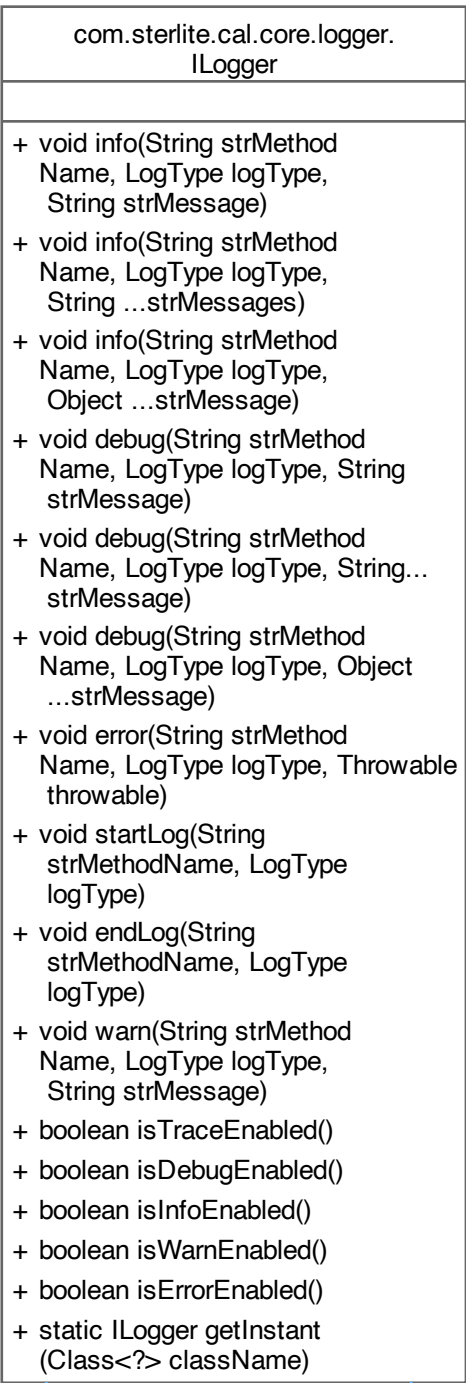 com.sterlite.cal.core.logger.
ILogger
+ void info(String strMethod
Name, LogType logType,
String strMessage)
+ void info(String strMethod
Name, LogType logType,
String ...strMessages)
+ void info(String strMethod
Name, LogType logType,
Object ...strMessage)
+ void debug(String strMethod
Name, LogType logType, String
strMessage)
+ void debug(String strMethod
Name, LogType logType, String...
strMessage)
+ void debug(String strMethod
Name, LogType logType, Object
...strMessage)
+ void error(String strMethod
Name, LogType logType, Throwable
throwable)
+ void startLog(String
strMethodName, LogType
logType)
+ void endLog(String
strMethodName, LogType
logType)
+ void warn(String strMethod
Name, LogType logType,
String strMessage)
+ boolean isTraceEnabled()
+ boolean isDebugEnabled()
+ boolean isInfoEnabled()
+ boolean isWarnEnabled()
+ boolean isErrorEnabled()
+ static ILogger getInstant
(Class<?> className)